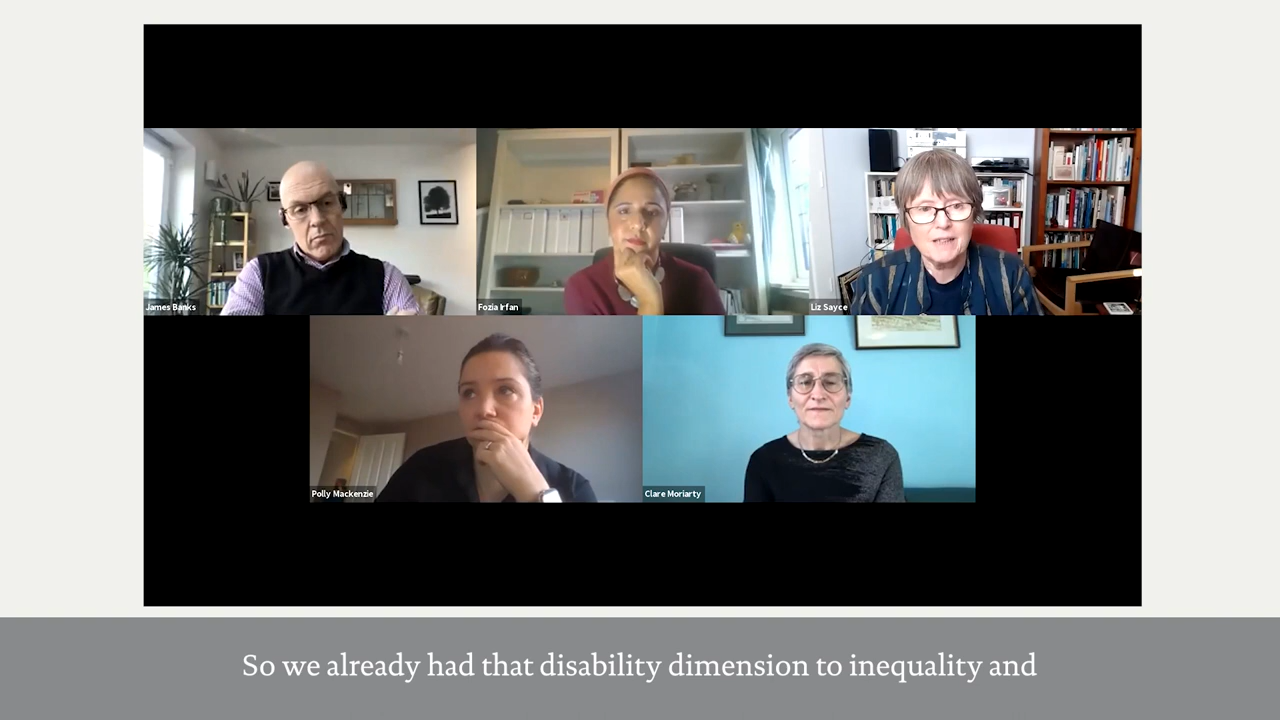 James Banks
Fozia Irfan
Liz Sayce
Polly Mackenzie
Clare Moriarty
So we already had that disability dimension to inequality and